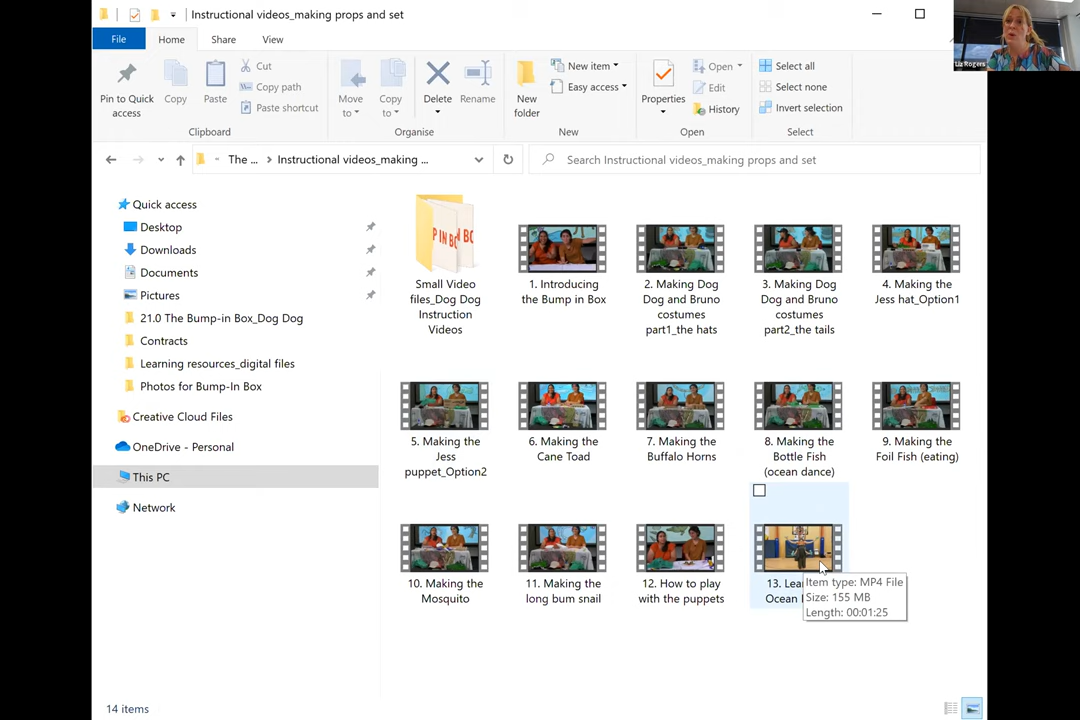 Instructional videos_making props and set
File
Home
Share
View
Pin to Quick access
Copy
Paste
Cut
Copy path
Paste shortcut
Clipboard
Move to
Copy to
Delete
Rename
Organise
New folder
New item
Easy access
New
Properties
Open
Edit
History
Open
Select all
Select none
Invert selection
Select
Liz Rogers
The ...
Instructional videos_making ...
Search Instructional videos_making props and set
Quick access
Desktop
Downloads
Documents
Pictures
21.0 The Bump-in Box_Dog Dog
Contracts
Learning resources_digital files
Photos for Bump-In Box
Creative Cloud Files
OneDrive - Personal
This PC
Network
Small Video
files_Dog Dog
Instruction
Videos
1. Introducing
the Bump in Box
2. Making Dog
Dog and Bruno
costumes
part1_the hats
3. Making Dog
Dog and Bruno
costumes
part2_the tails
4. Making the
Jess hat_Option1
5. Making the
Jess
puppet_Option2
6. Making the
Cane Toad
7. Making the
Buffalo Horns
8. Making the
Bottle Fish
(ocean dance)
9. Making the
Foil Fish (eating)
10. Making the
Mosquito
11. Making the
long bum snail
12. How to play
with the puppets
13. Lea
Ocean
Item type: MP4 File
Size: 155 MB
Length: 00:01:25
14 items